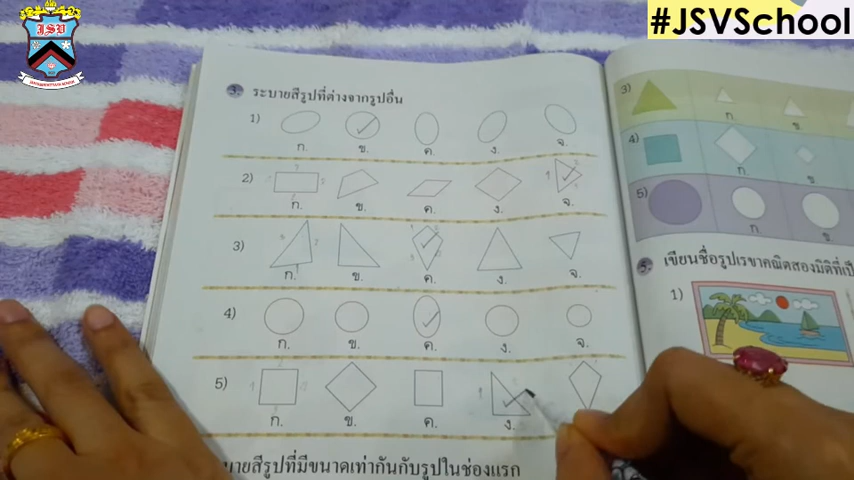 #JSVSchool
JSV
3. ระบายสีรูปที่ต่างจากรูปอื่น
1)
ก. ข. ค. ง. จ.
2)
ก. ข. ค. ง. จ.
3)
ก. ข. ค. ง. จ.
4)
ก. ข. ค. ง. จ.
5)
ก. ข. ค. ง.
บายสีรูปที่มีขนาดเท่ากันกับรูปในช่องแรก
3)
ก. ข.
4)
ก. ข.
5)
ก. ข.
5. เขียนชื่อรูปเรขาคณิตสองมิติที่เป็
1)